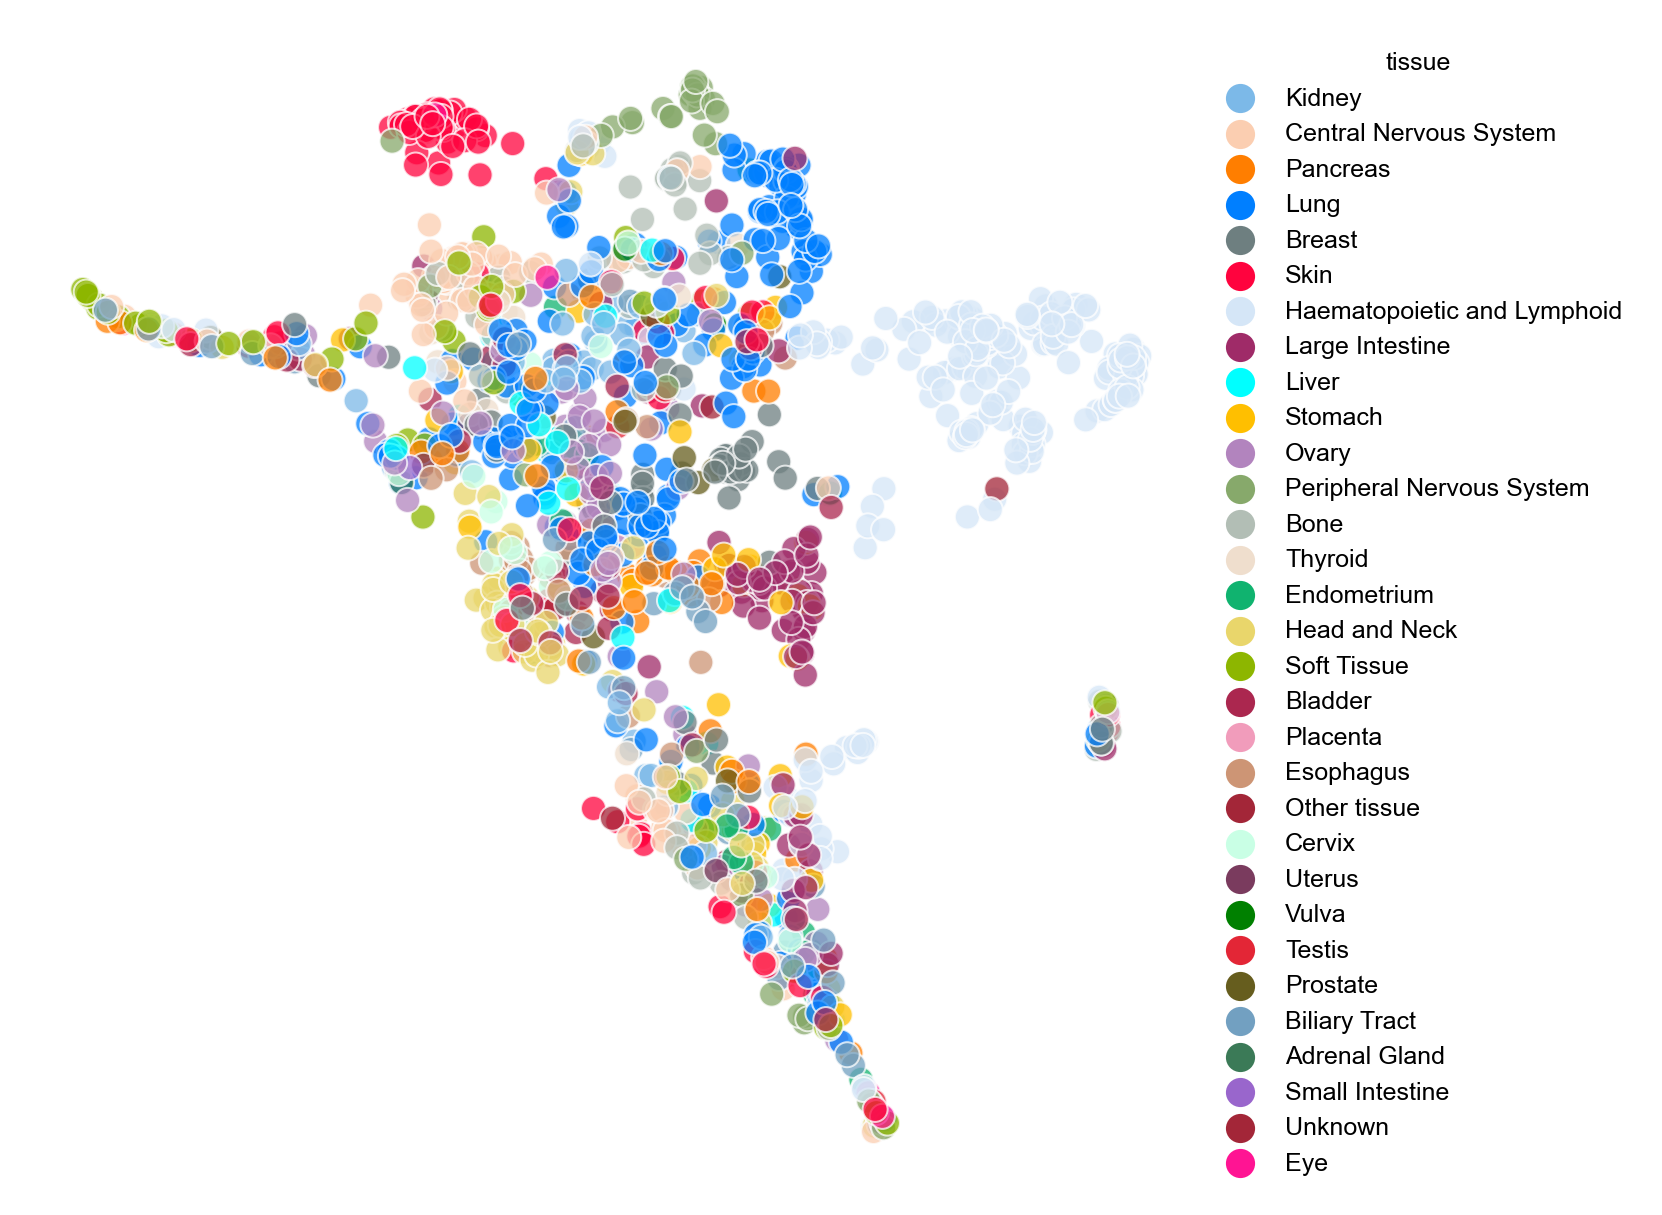 tissue
Kidney
Central Nervous System
Pancreas
Lung
Breast
Skin
Haematopoietic and Lymphoid
Large Intestine
Liver
Stomach
Ovary
Peripheral Nervous System
Bone
Thyroid
Endometrium
Head and Neck
Soft Tissue
Bladder
Placenta
Esophagus
Other tissue
Cervix
Uterus
Vulva
Testis
Prostate
Biliary Tract
Adrenal Gland
Small Intestine
Unknown
Eye